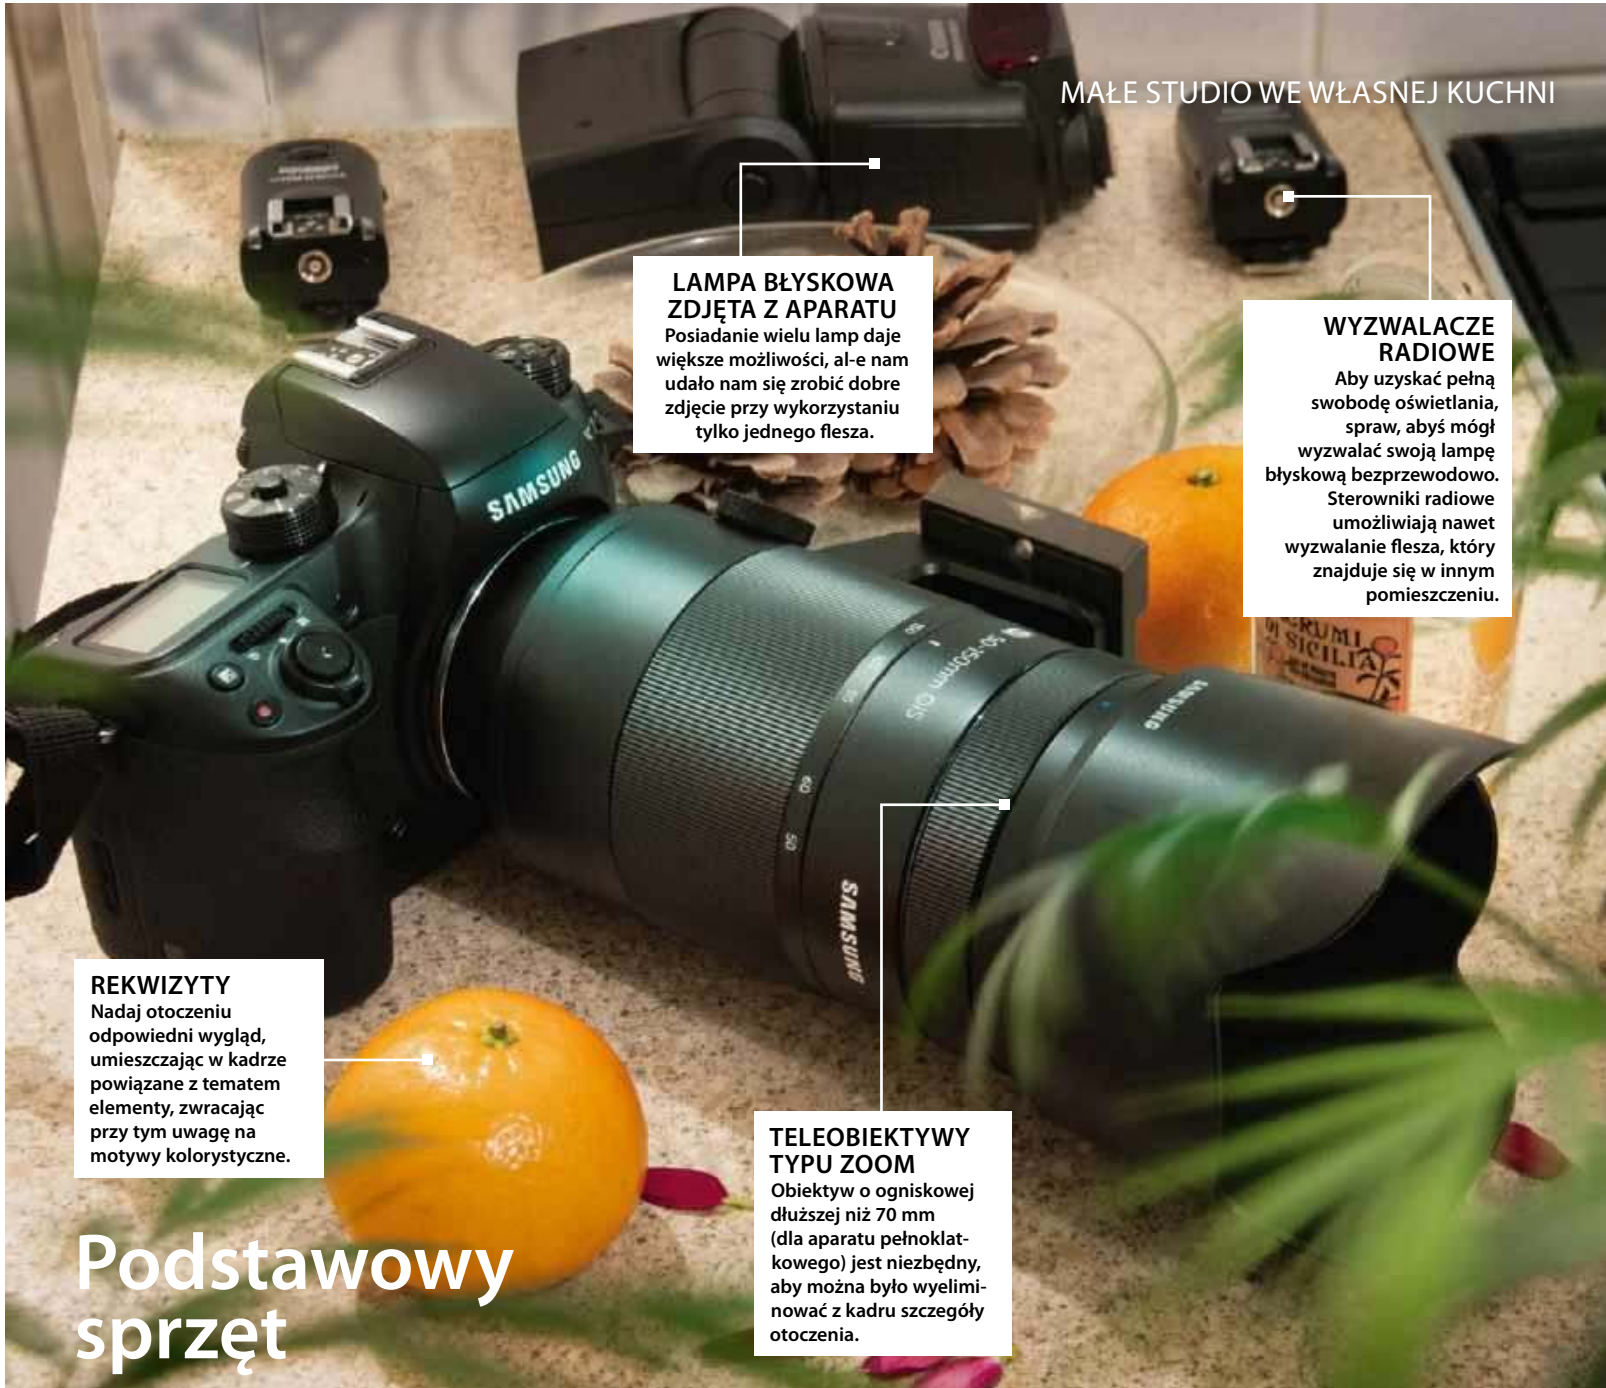 MAŁE STUDIO WE WŁASNEJ KUCHNI
LAMPA BŁYSKOWA
ZDJĘTA Z APARATU
Posiadanie wielu lamp daje
większe możliwości, al-e nam
udało nam się zrobić dobre
zdjęcie przy wykorzystaniu
tylko jednego flesza.
WYZWALACZE
RADIOWE
Aby uzyskać pełną
swobodę oświetlania,
spraw, abyś mógł
wyzwalać swoją lampę
błyskową bezprzewodowo.
Sterowniki radiowe
umożliwiają nawet
wyzwalanie flesza, który
znajduje się w innym
pomieszczeniu.
SAMSUNG
50-150mm OIS
SAMSUNG
60
50
SAMSUNG
DI SICILIA
REKWIZYTY
Nadaj otoczeniu
odpowiedni wygląd,
umieszczając w kadrze
powiązane z tematem
elementy, zwracając
przy tym uwagę na
motywy kolorystyczne.
TELEOBIEKTYWY
TYPU ZOOM
Obiektyw o ogniskowej
dłuższej niż 70 mm
(dla aparatu pełnoklat-
kowego) jest niezbędny,
aby można było wyelimi-
nować z kadru szczegóły
otoczenia.
Podstawowy
sprzęt